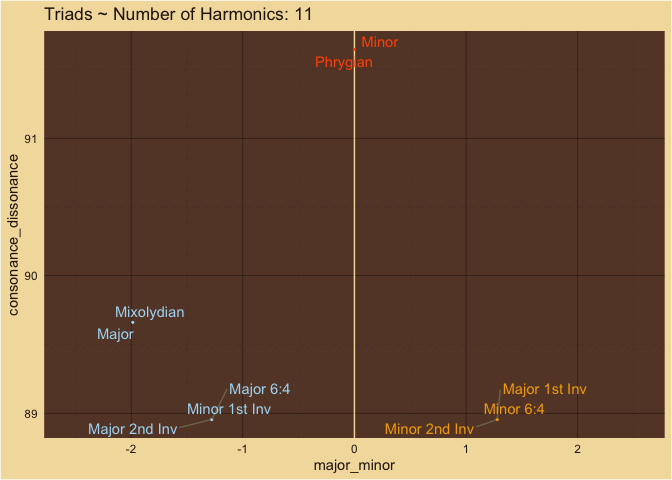 Triads ~ Number of Harmonics: 11
Minor
Phrygian
91
consonance_dissonance
90
Mixolydian
Major
Major 6:4
Major 1st Inv
Minor 1st Inv
Minor 6:4
89
Major 2nd Inv
Minor 2nd Inv
-2
-1
0
1
2
major_minor